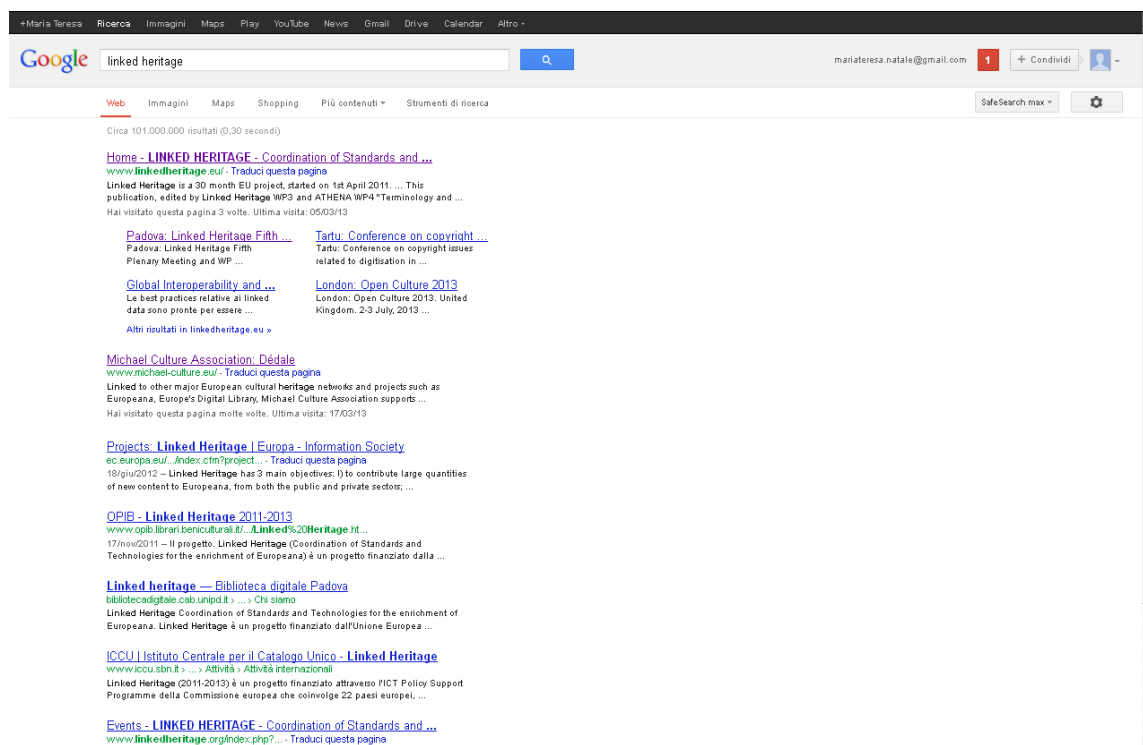 +Maria Teresa Ricerca Immagini Maps Play YouTube News Gmail Drive Calendar Altro
Google linked heritage mariateresa.natale@gmail.com 1 + Condividi
Web Immagini Maps Shopping Più contenuti Strumenti di ricerca SafeSearch max
Circa 101.000.000 risultati (0,30 secondi)
Home - LINKED HERITAGE - Coordination of Standards and ...
www.linkedheritage.eu/ - Traduci questa pagina
Linked Heritage is a 30 month EU project, started on 1st April 2011. ... This
publication, edited by Linked Heritage WP3 and ATHENA WP4 "Terminology and ...
Hai visitato questa pagina 3 volte. Ultima visita: 05/03/13
Padova: Linked Heritage Fifth ...
Padova: Linked Heritage Fifth
Plenary Meeting and WP ...
Tartu: Conference on copyright ...
Tartu: Conference on copyright issues
related to digitisation in ...
Global Interoperability and ...
Le best practices relative ai linked
data sono pronte per essere ...
London: Open Culture 2013
London: Open Culture 2013. United
Kingdom. 2-3 July, 2013 ...
Altri risultati in linkedheritage.eu »
Michael Culture Association: Dédale
www.michael-culture.eu/ - Traduci questa pagina
Linked to other major European cultural heritage networks and projects such as
Europeana, Europe's Digital Library, Michael Culture Association supports ...
Hai visitato questa pagina molte volte. Ultima visita: 17/03/13
Projects: Linked Heritage | Europa - Information Society
ec.europa.eu/.../index.cfm?project... - Traduci questa pagina
18/giu/2012 – Linked Heritage has 3 main objectives: l) to contribute large quantities
of new content to Europeana, from both the public and private sectors; ...
OPIB - Linked Heritage 2011-2013
www.opib.librari.beniculturali.it/.../Linked%20Heritage.ht...
17/nov/2011 – Il progetto. Linked Heritage (Coordination of Standards and
Technologies for the enrichment of Europeana) è un progetto finanziato dalla ...
Linked heritage — Biblioteca digitale Padova
bibliotecadigitale.cab.unipd.it › ... › Chi siamo
Linked Heritage Coordination of Standards and Technologies for the enrichment of
Europeana. Linked Heritage è un progetto finanziato dall'Unione Europea ...
ICCU | Istituto Centrale per il Catalogo Unico - Linked Heritage
www.iccu.sbn.it › ... › Attività › Attività internazionali
Linked Heritage (2011-2013) è un progetto finanziato attraverso l'ICT Policy Support
Programme della Commissione europea che coinvolge 22 paesi europei, ...
Events - LINKED HERITAGE - Coordination of Standards and ...
www.linkedheritage.org/index.php?... - Traduci questa pagina